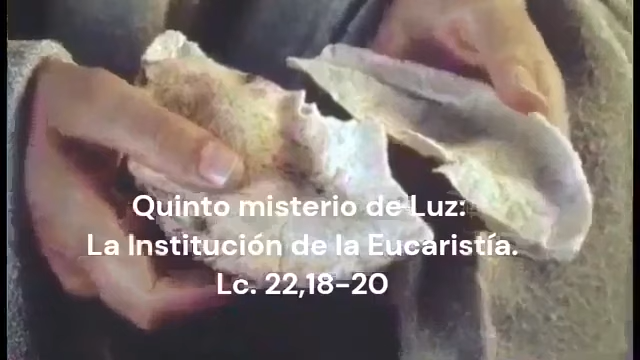 Quinto misterio de Luz:
La Institución de la Eucaristía.
Lc. 22,18-20